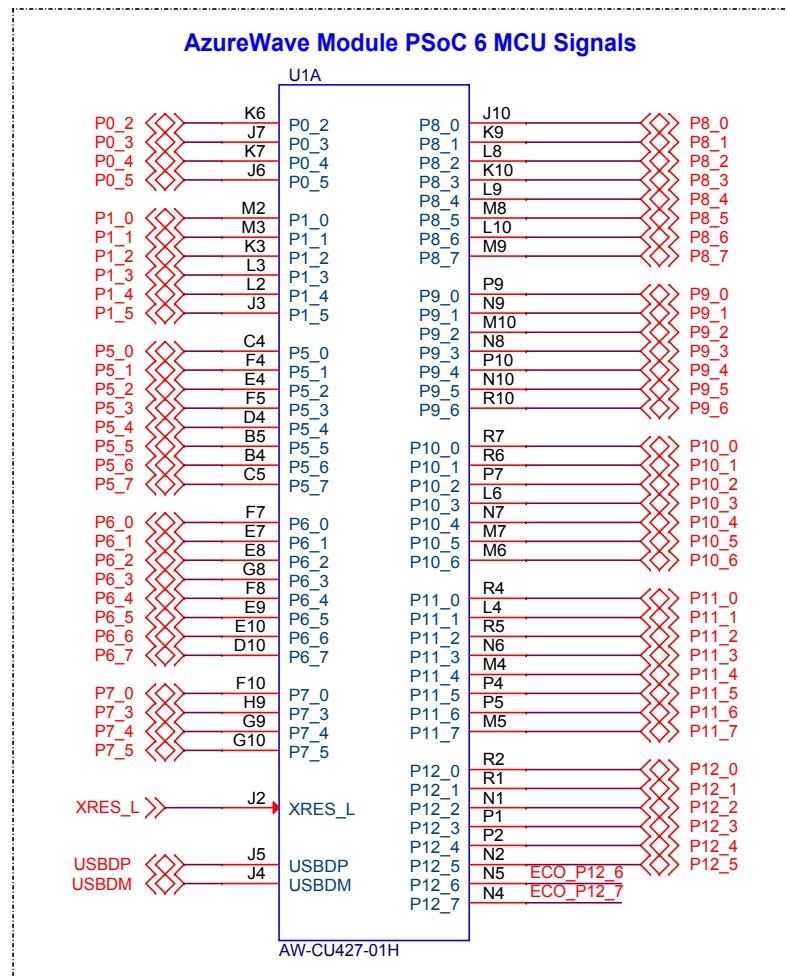 AzureWave Module PSoC 6 MCU Signals
U1A
P0_2 K6 P0_2 P8_0 J10 P8_0
P0_3 J7 P0_3 P8_1 K9 P8_1
P0_4 K7 P0_4 P8_2 L8 P8_2
P0_5 J6 P0_5 P8_3 K10 P8_3
P8_4 L9 P8_4
P1_0 M2 P1_0 P8_5 M8 P8_5
P1_1 M3 P1_1 P8_6 L10 P8_6
P1_2 K3 P1_2 P8_7 M9 P8_7
P1_3 L3 P1_3
P1_4 L2 P1_4 P9_0 P9 P9_0
P1_5 J3 P1_5 P9_1 N9 P9_1
P9_2 M10 P9_2
P5_0 C4 P5_0 P9_3 N8 P9_3
P5_1 F4 P5_1 P9_4 P10 P9_4
P5_2 E4 P5_2 P9_5 N10 P9_5
P5_3 F5 P5_3 P9_6 R10 P9_6
P5_4 D4 P5_4
P5_5 B5 P5_5 P10_0 R7 P10_0
P5_6 B4 P5_6 P10_1 R6 P10_1
P5_7 C5 P5_7 P10_2 P7 P10_2
P10_3 L6 P10_3
P6_0 F7 P6_0 P10_4 N7 P10_4
P6_1 E7 P6_1 P10_5 M7 P10_5
P6_2 E8 P6_2 P10_6 M6 P10_6
P6_3 G8 P6_3
P6_4 F8 P6_4 P11_0 R4 P11_0
P6_5 E9 P6_5 P11_1 L4 P11_1
P6_6 E10 P6_6 P11_2 R5 P11_2
P6_7 D10 P6_7 P11_3 N6 P11_3
P11_4 M4 P11_4
P7_0 F10 P7_0 P11_5 P4 P11_5
P7_3 H9 P7_3 P11_6 P5 P11_6
P7_4 G9 P7_4 P11_7 M5 P11_7
P7_5 G10 P7_5
P12_0 R2 P12_0
P12_1 R1 P12_1
XRES_L J2 XRES_L P12_2 N1 P12_2
P12_3 P1 P12_3
P12_4 P2 P12_4
USBDP J5 USBDP P12_5 N2 P12_5
USBDM J4 USBDM P12_6 N5 ECO_P12_6
P12_7 N4 ECO_P12_7
AW-CU427-01H